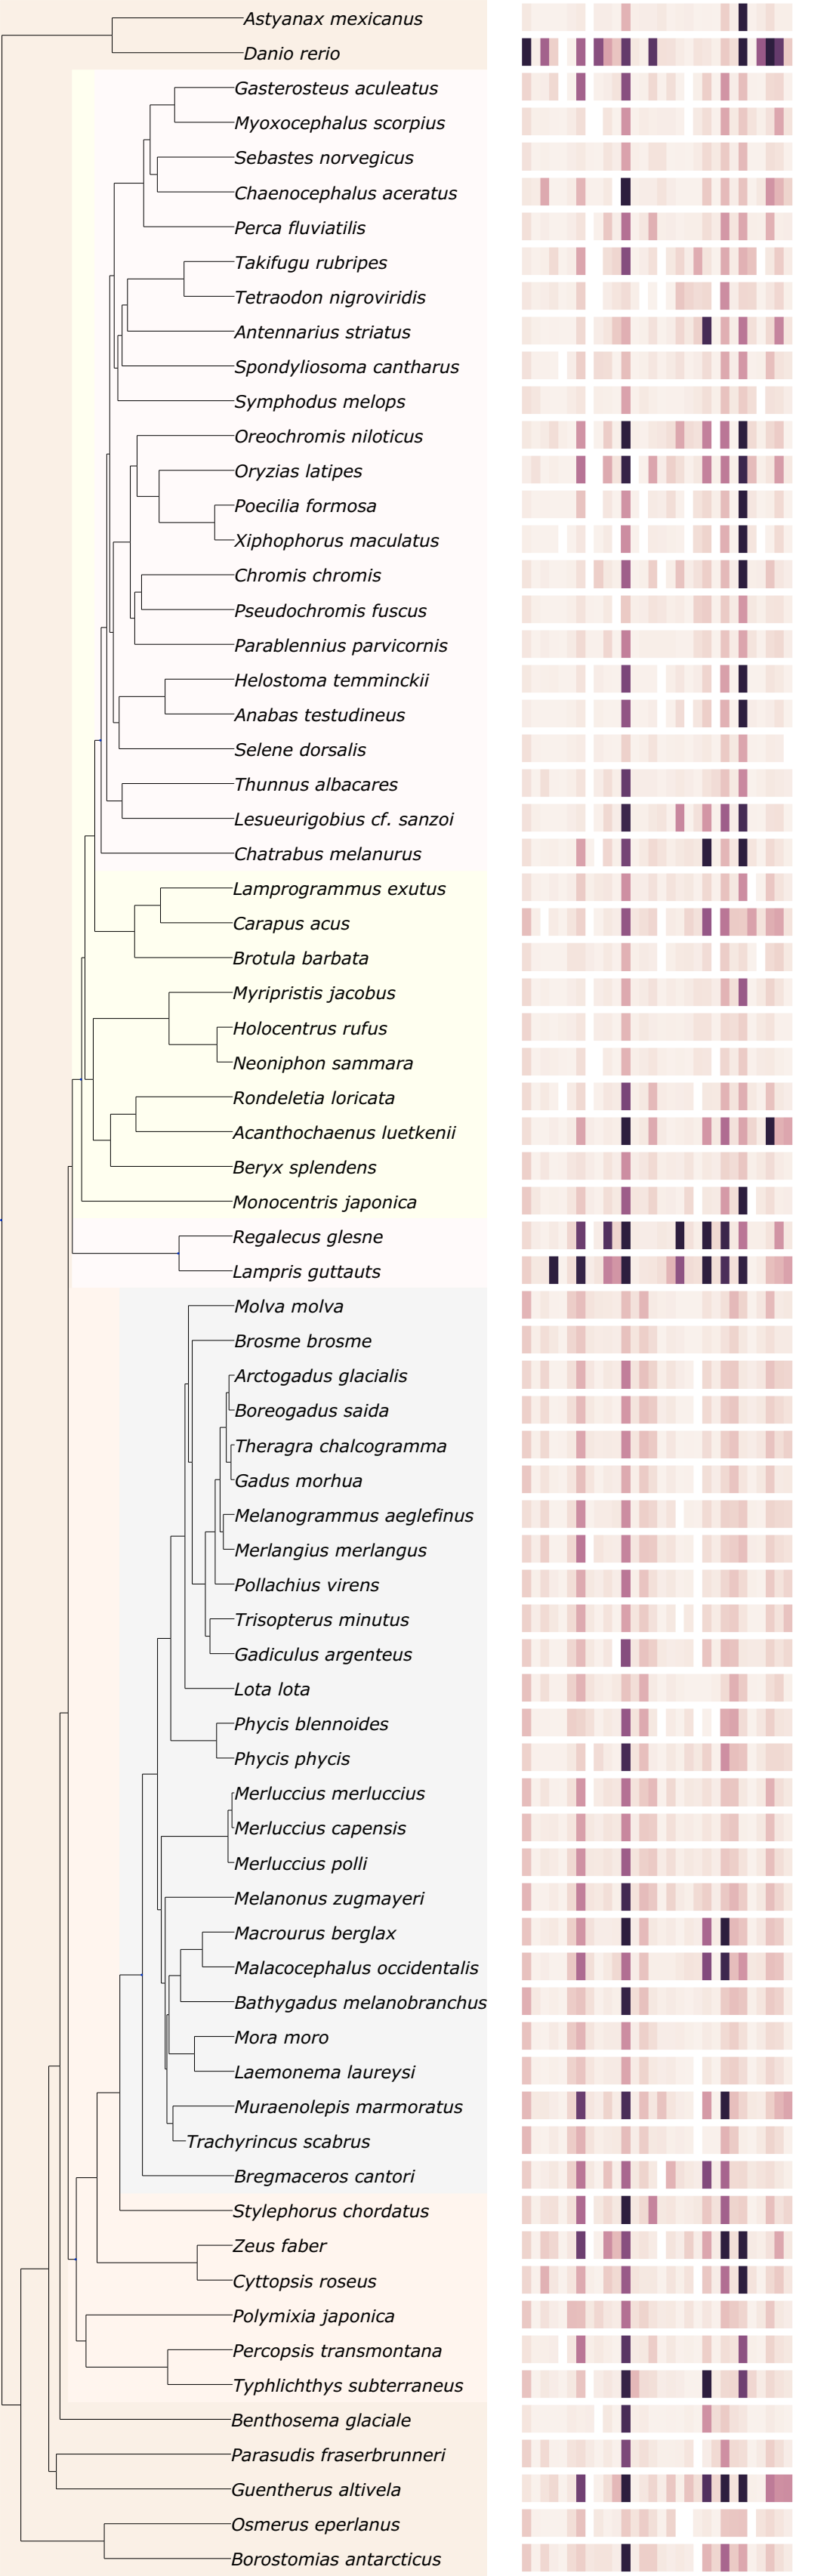 Astyanax mexicanus
Danio rerio
Gasterosteus aculeatus
Myoxocephalus scorpius
Sebastes norvegicus
Chaenocephalus aceratus
Perca fluviatilis
Takifugu rubripes
Tetraodon nigroviridis
Antennarius striatus
Spondyliosoma cantharus
Symphodus melops
Oreochromis niloticus
Oryzias latipes
Poecilia formosa
Xiphophorus maculatus
Chromis chromis
Pseudochromis fuscus
Parablennius parvicornis
Helostoma temminckii
Anabas testudineus
Selene dorsalis
Thunnus albacares
Lesueurigobius cf. sanzoi
Chatrabus melanurus
Lamprogrammus exutus
Carapus acus
Brotula barbata
Myripristis jacobus
Holocentrus rufus
Neoniphon sammara
Rondeletia loricata
Acanthochaenus luetkenii
Beryx splendens
Monocentris japonica
Regalecus glesne
Lampris guttauts
Molva molva
Brosme brosme
Arctogadus glacialis
Boreogadus saida
Theragra chalcogramma
Gadus morhua
Melanogrammus aeglefinus
Merlangius merlangus
Pollachius virens
Trisopterus minutus
Gadiculus argenteus
Lota lota
Phycis blennoides
Phycis phycis
Merluccius merluccius
Merluccius capensis
Merluccius polli
Melanonus zugmayeri
Macrourus berglax
Malacocephalus occidentalis
Bathygadus melanobranchus
Mora moro
Laemonema laureysi
Muraenolepis marmoratus
Trachyrincus scabrus
Bregmaceros cantori
Stylephorus chordatus
Zeus faber
Cyttopsis roseus
Polymixia japonica
Percopsis transmontana
Typhlichthys subterraneus
Benthosema glaciale
Parasudis fraserbrunneri
Guentherus altivela
Osmerus eperlanus
Borostomias antarcticus